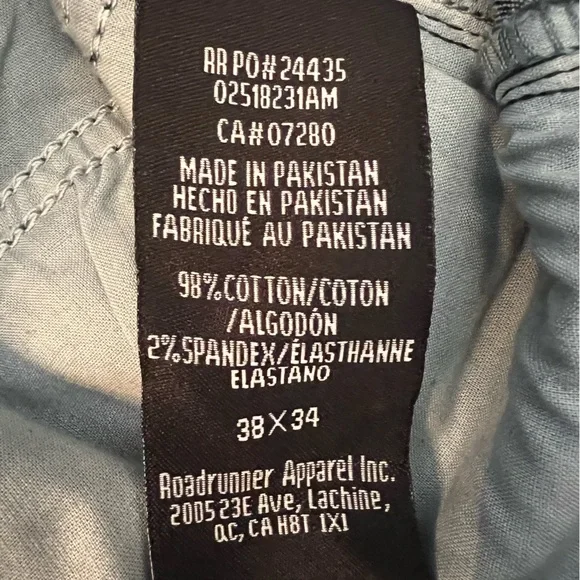 RR PO#24435
02518231AM
CA#07280
MADE IN PAKISTAN
HECHO EN PAKISTAN
FABRIQUÉ AU PAKISTAN
98%COTTON/COTON
/ALGODÓN
2%SPANDEX/ÉLASTHANNE
ELASTANO
38X34
Roadrunner Apparel Inc.
2005 23E Ave, Lachine,
QC, CA H8T 1X1